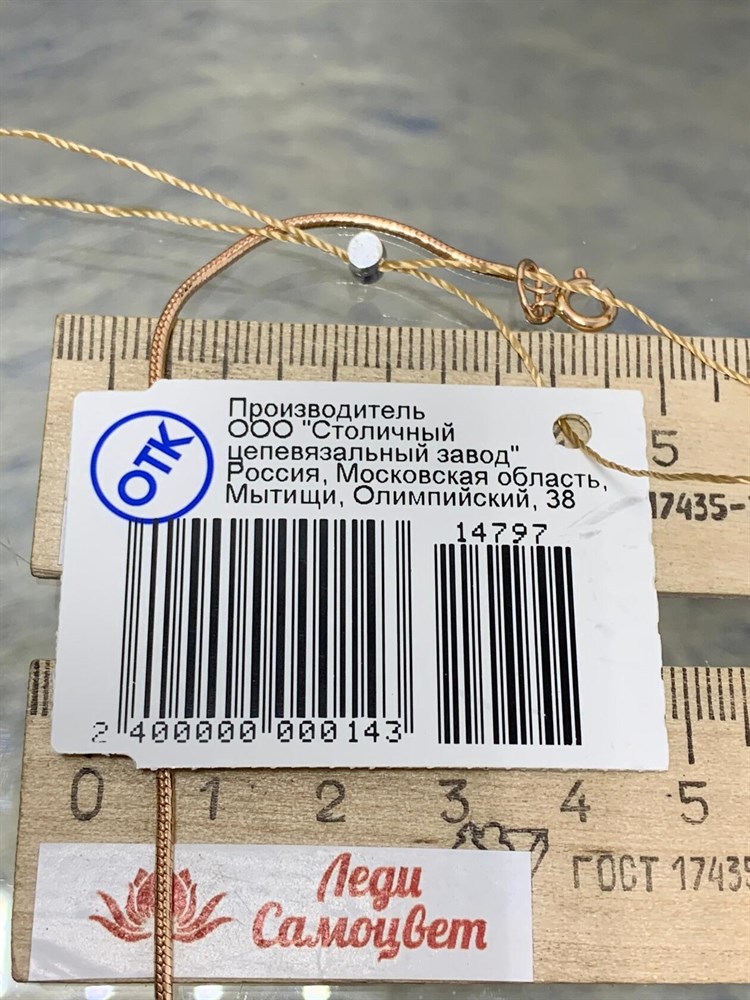 ОТК
Производитель
ООО "Столичный
цепевязальный завод"
Россия, Московская область,
Мытищи, Олимпийский, 38
5
17435-
14797
2 400000 000143
0 1 2 3 4 5
ГОСТ 17435
Леди
Самоцвет